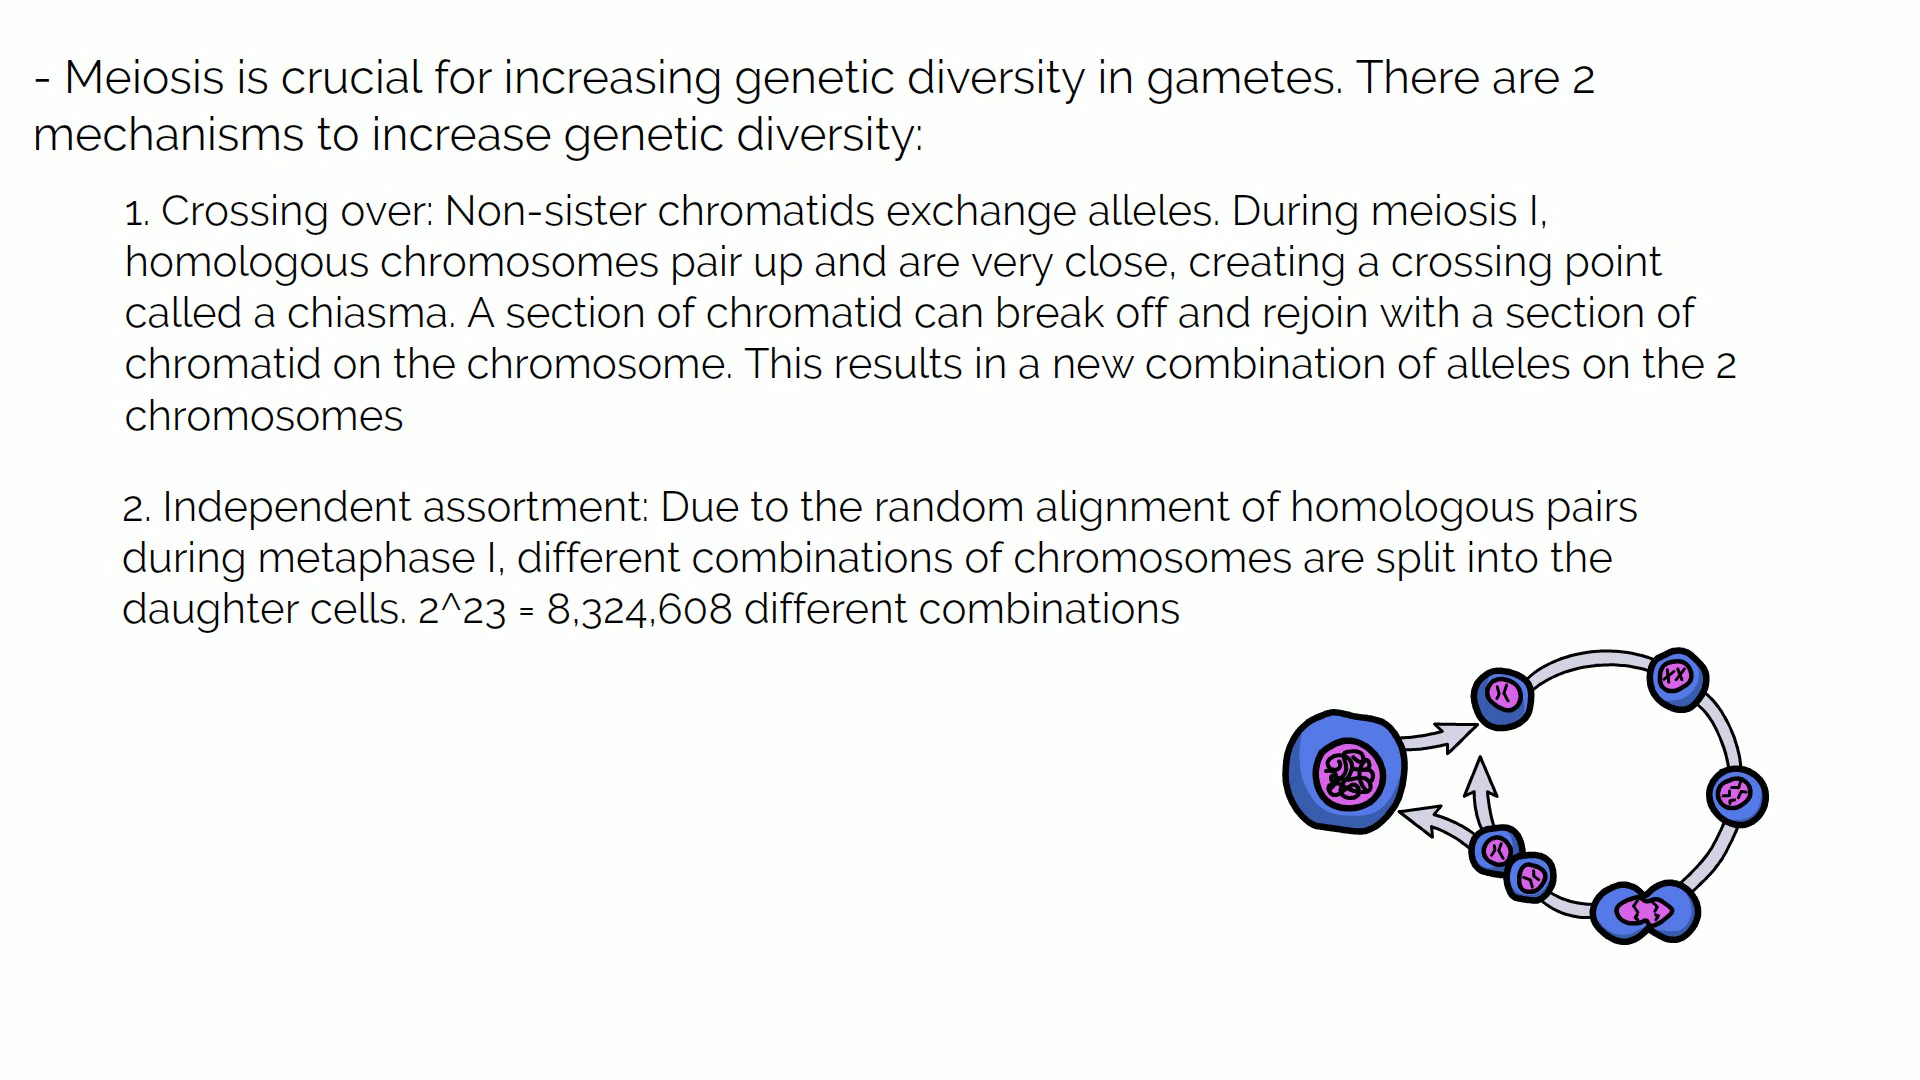 - Meiosis is crucial for increasing genetic diversity in gametes. There are 2
mechanisms to increase genetic diversity:
1. Crossing over: Non-sister chromatids exchange alleles. During meiosis I,
homologous chromosomes pair up and are very close, creating a crossing point
called a chiasma. A section of chromatid can break off and rejoin with a section of
chromatid on the chromosome. This results in a new combination of alleles on the 2
chromosomes
2. Independent assortment: Due to the random alignment of homologous pairs
during metaphase I, different combinations of chromosomes are split into the
daughter cells. 2^23 = 8,324,608 different combinations